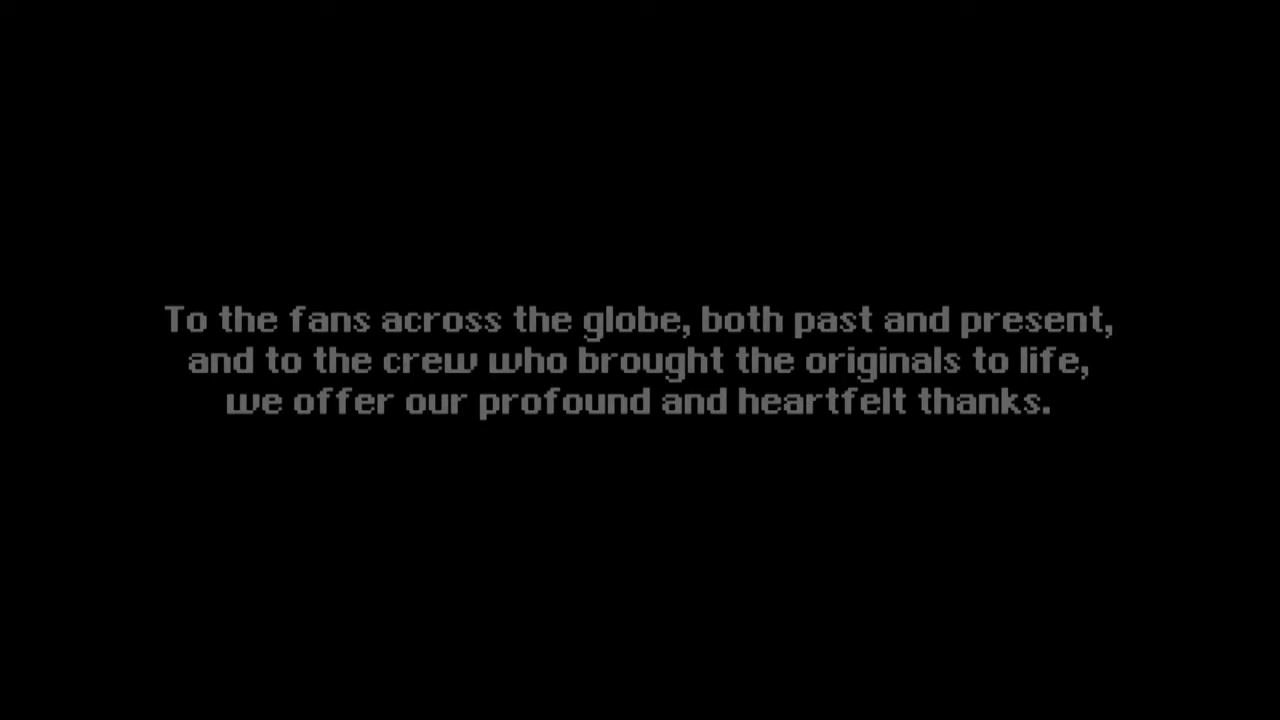 To the fans across the globe, both past and present,
and to the crew who brought the originals to life,
we offer our profound and heartfelt thanks.